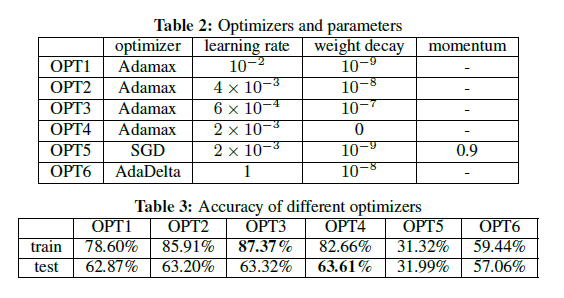 Table 2: Optimizers and parameters
optimizer learning rate weight decay momentum
OPT1 Adamax 10⁻² 10⁻⁹ -
OPT2 Adamax 4 × 10⁻³ 10⁻⁸ -
OPT3 Adamax 6 × 10⁻⁴ 10⁻⁷ -
OPT4 Adamax 2 × 10⁻³ 0 -
OPT5 SGD 2 × 10⁻³ 10⁻⁹ 0.9
OPT6 AdaDelta 1 10⁻⁸ -
Table 3: Accuracy of different optimizers
OPT1 OPT2 OPT3 OPT4 OPT5 OPT6
train 78.60% 85.91% 87.37% 82.66% 31.32% 59.44%
test 62.87% 63.20% 63.32% 63.61% 31.99% 57.06%